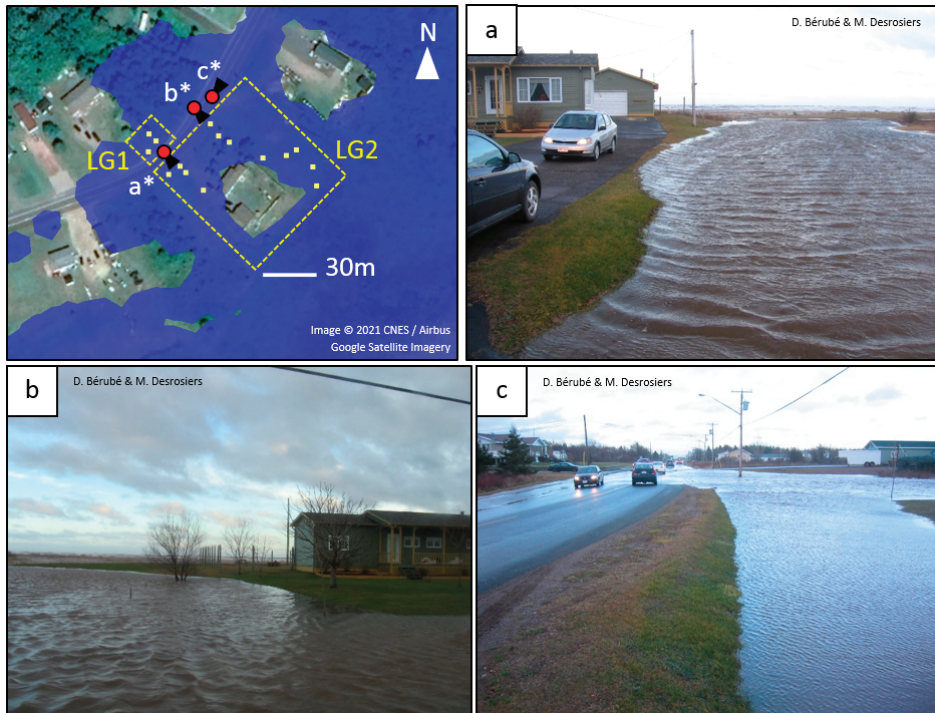 N
c*
b*
LG1
LG2
a*
30m
Image © 2021 CNES / Airbus
Google Satellite Imagery
a
D. Bérubé & M. Desrosiers
b
D. Bérubé & M. Desrosiers
c
D. Bérubé & M. Desrosiers